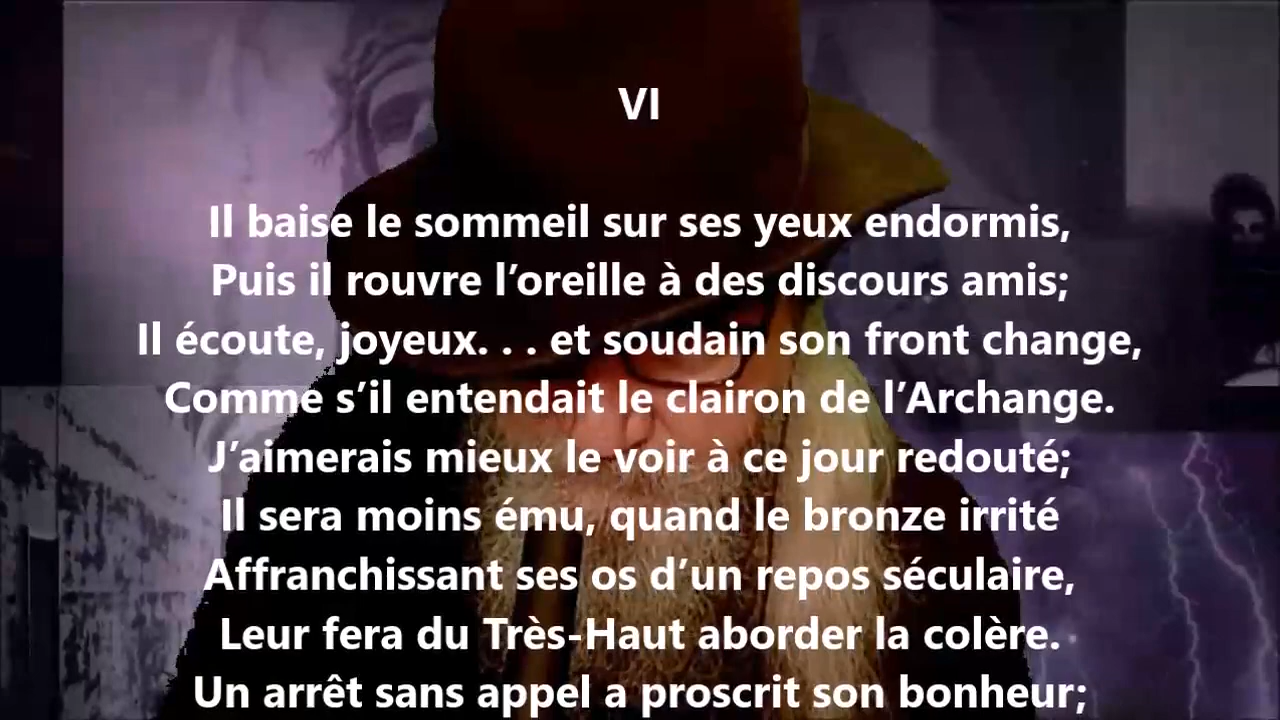 VI
Il baise le sommeil sur ses yeux endormis,
Puis il rouvre l’oreille à des discours amis;
Il écoute, joyeux. . . et soudain son front change,
Comme s’il entendait le clairon de l’Archange.
J’aimerais mieux le voir à ce jour redouté;
Il sera moins ému, quand le bronze irrité
Affranchissant ses os d’un repos séculaire,
Leur fera du Très-Haut aborder la colère.
Un arrêt sans appel a proscrit son bonheur;